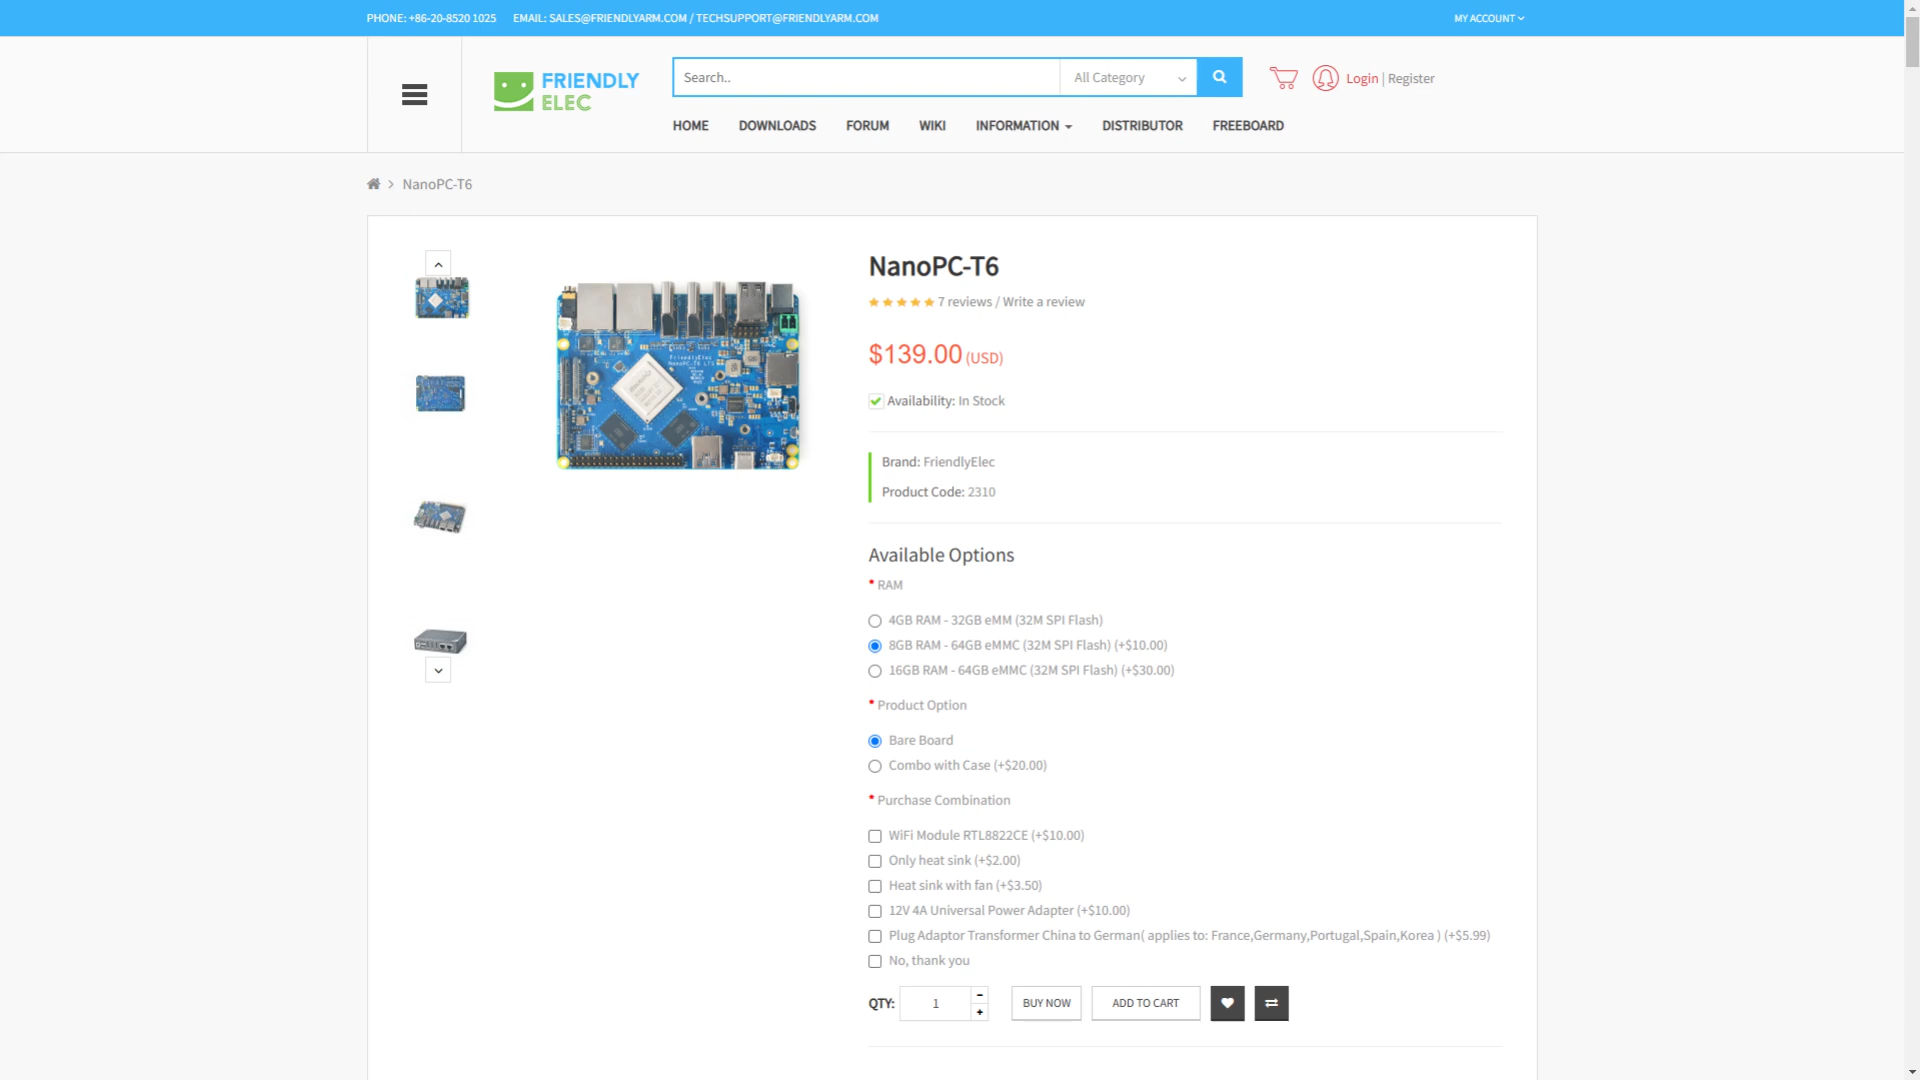 PHONE: +86-20-8520 1025 EMAIL: SALES@FRIENDLYARM.COM / TECHSUPPORT@FRIENDLYARM.COM MY ACCOUNT
FRIENDLY
ELEC
Search..
All Category
Login | Register
HOME DOWNLOADS FORUM WIKI INFORMATION DISTRIBUTOR FREEBOARD
NanoPC-T6
NanoPC-T6
7 reviews / Write a review
$139.00 (USD)
Availability: In Stock
Brand: FriendlyElec
Product Code: 2310
FriendlyElec
NanoPC-T6 LTS
Available Options
* RAM
4GB RAM - 32GB eMM (32M SPI Flash)
8GB RAM - 64GB eMMC (32M SPI Flash) (+$10.00)
16GB RAM - 64GB eMMC (32M SPI Flash) (+$30.00)
* Product Option
Bare Board
Combo with Case (+$20.00)
* Purchase Combination
WiFi Module RTL8822CE (+$10.00)
Only heat sink (+$2.00)
Heat sink with fan (+$3.50)
12V 4A Universal Power Adapter (+$10.00)
Plug Adaptor Transformer China to German( applies to: France,Germany,Portugal,Spain,Korea ) (+$5.99)
No, thank you
QTY: 1 - + BUY NOW ADD TO CART